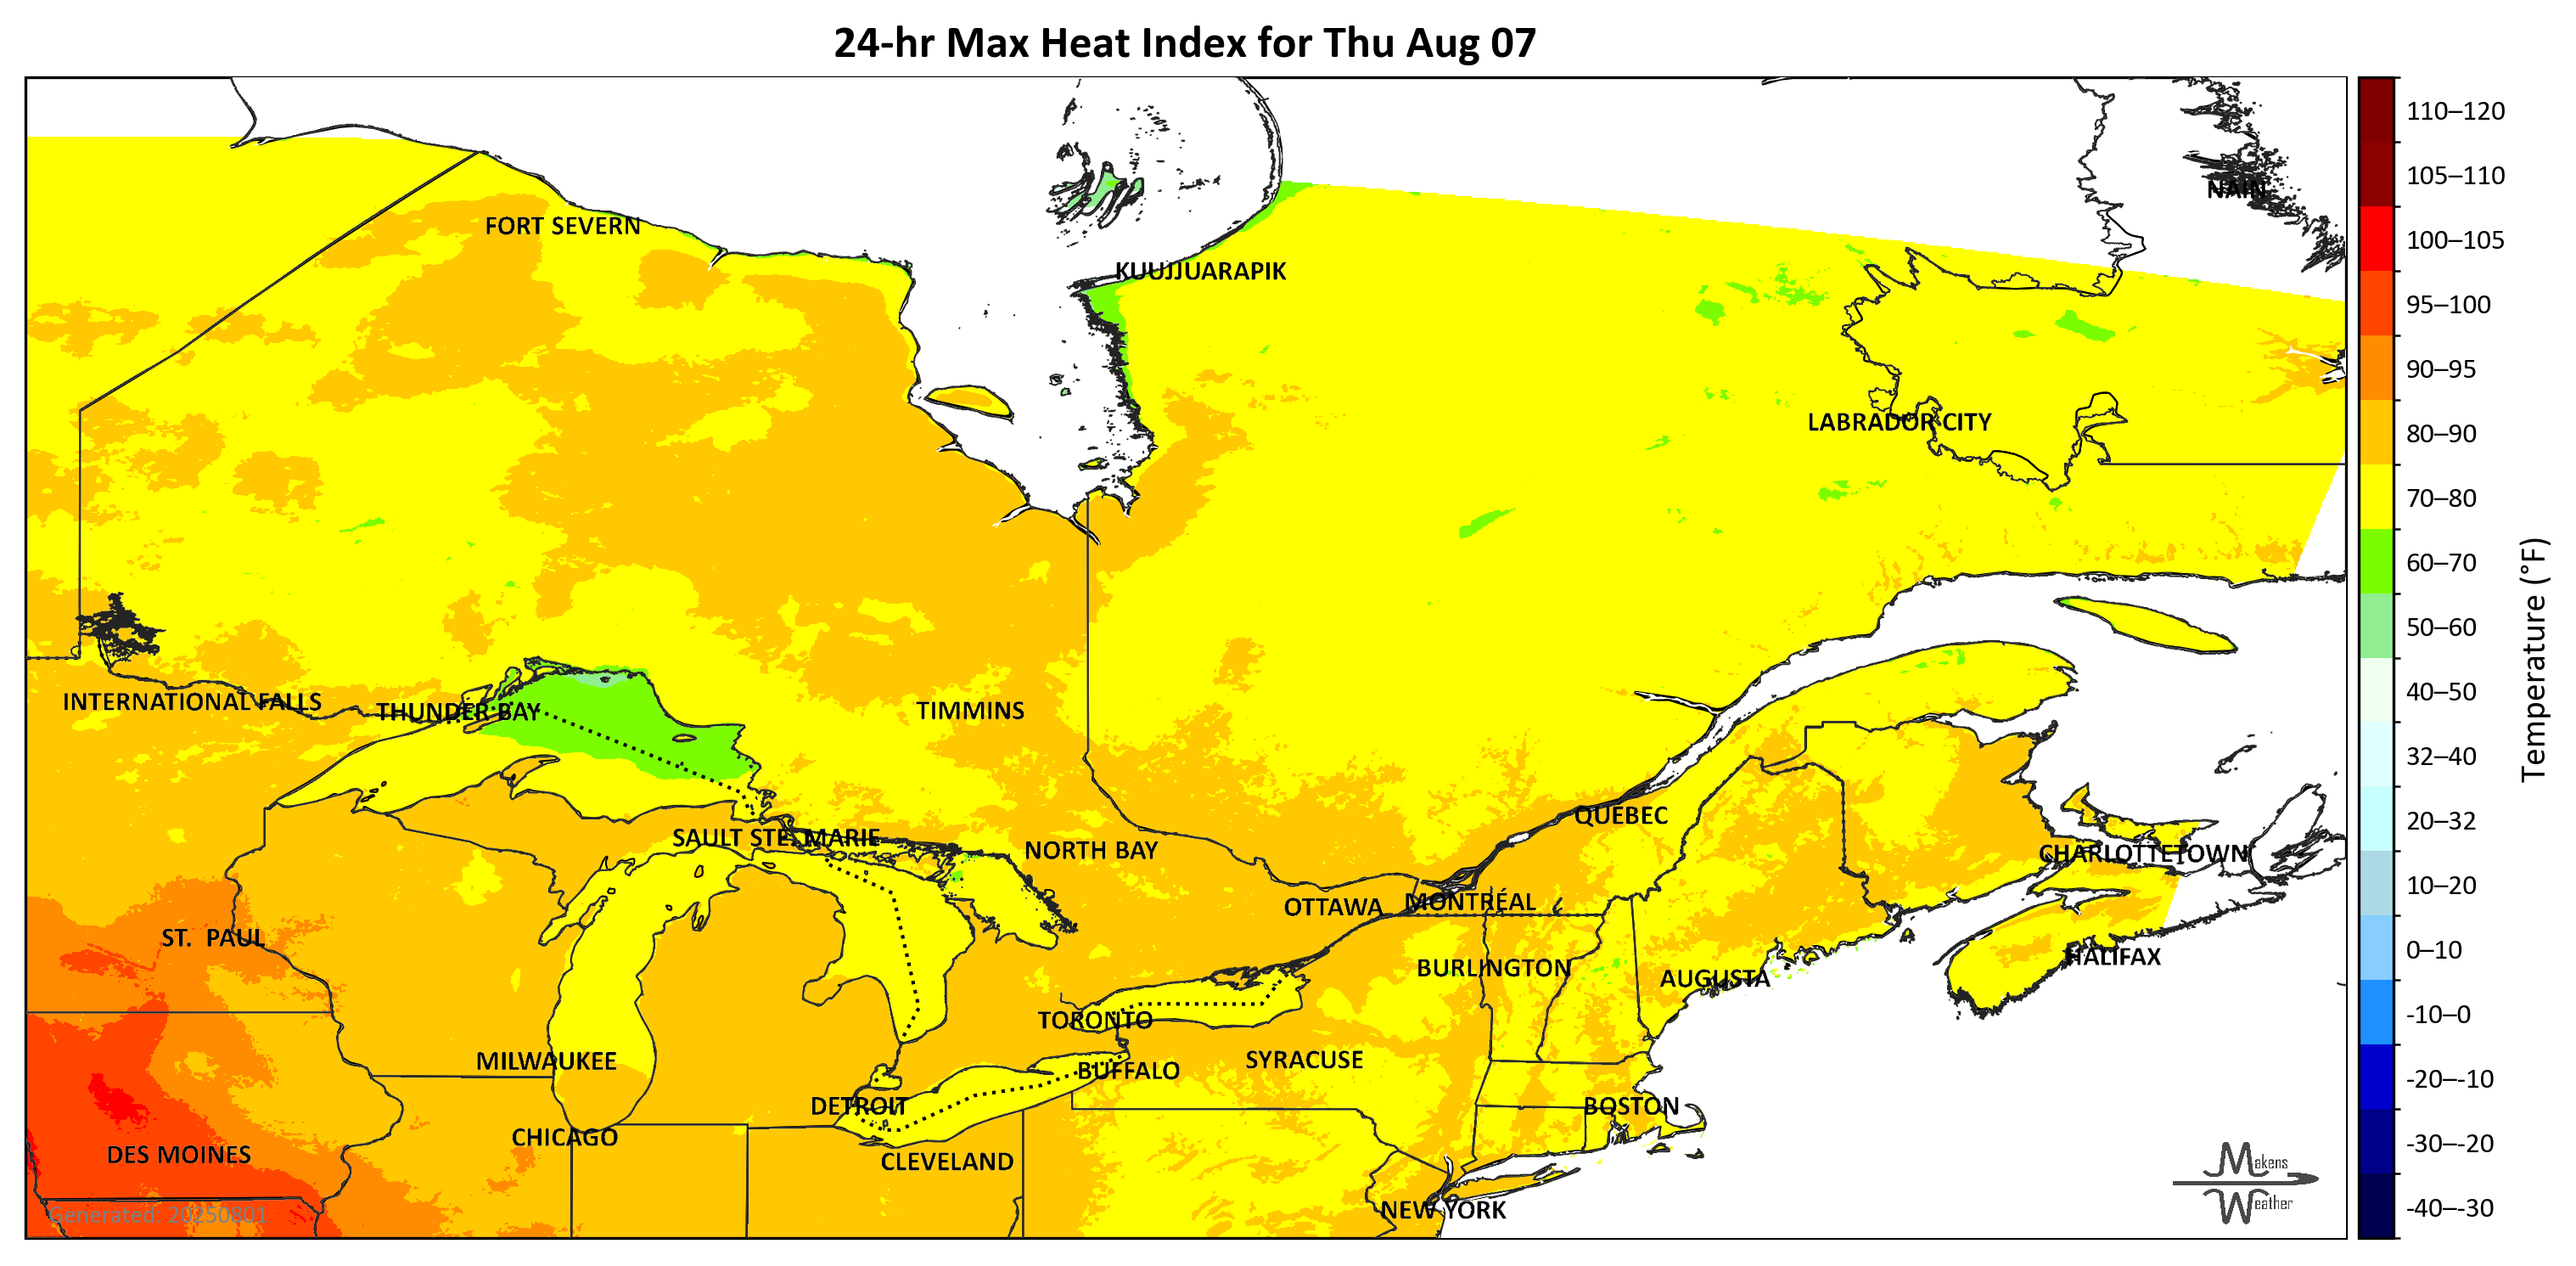 24-hr Max Heat Index for Thu Aug 07
110–120
105–110
NAIN
FORT SEVERN
100–105
KUUJJUARAPIK
95–100
90–95
LABRADOR CITY
80–90
70–80
60–70
50–60
Temperature (°F)
40–50
INTERNATIONAL FALLS
THUNDER BAY
TIMMINS
32–40
QUEBEC
20–32
SAULT STE. MARIE
NORTH BAY
CHARLOTTETOWN
10–20
OTTAWA
MONTRÉAL
ST. PAUL
0–10
HALIFAX
BURLINGTON
AUGUSTA
-10–0
TORONTO
MILWAUKEE
SYRACUSE
BUFFALO
-20–-10
DETROIT
BOSTON
CHICAGO
-30–-20
DES MOINES
CLEVELAND
Makens
Weather
NEW YORK
-40–-30
Generated: 20250801